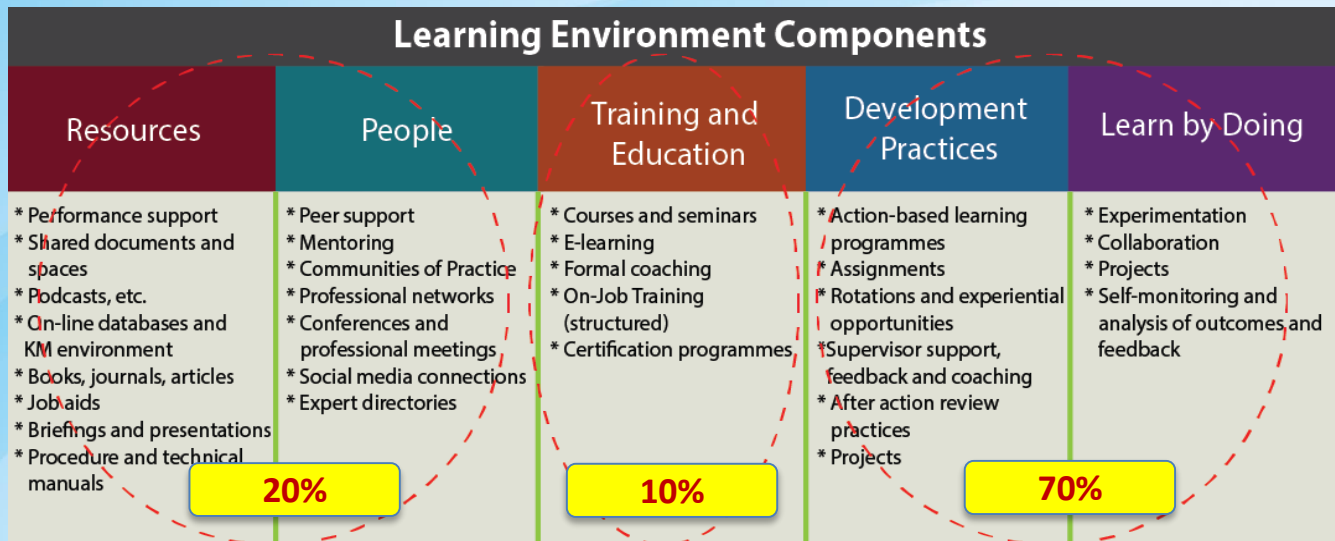 Learning Environment Components
Resources
* Performance support
* Shared documents and
spaces
* Podcasts, etc.
* On-line databases and
KM environment
* Books, journals, articles
* Job aids
* Briefings and presentations
* Procedure and technical
manuals
People
* Peer support
* Mentoring
* Communities of Practice
* Professional networks
* Conferences and
professional meetings
* Social media connections
* Expert directories
20%
Training and
Education
* Courses and seminars
* E-learning
* Formal coaching
* On-Job Training
(structured)
* Certification programmes
10%
Development
Practices
* Action-based learning
programmes
* Assignments
* Rotations and experiential
opportunities
*Supervisor support,
feedback and coaching
* After action review
practices
* Projects
Learn by Doing
* Experimentation
* Collaboration
* Projects
* Self-monitoring and
analysis of outcomes and
feedback
70%